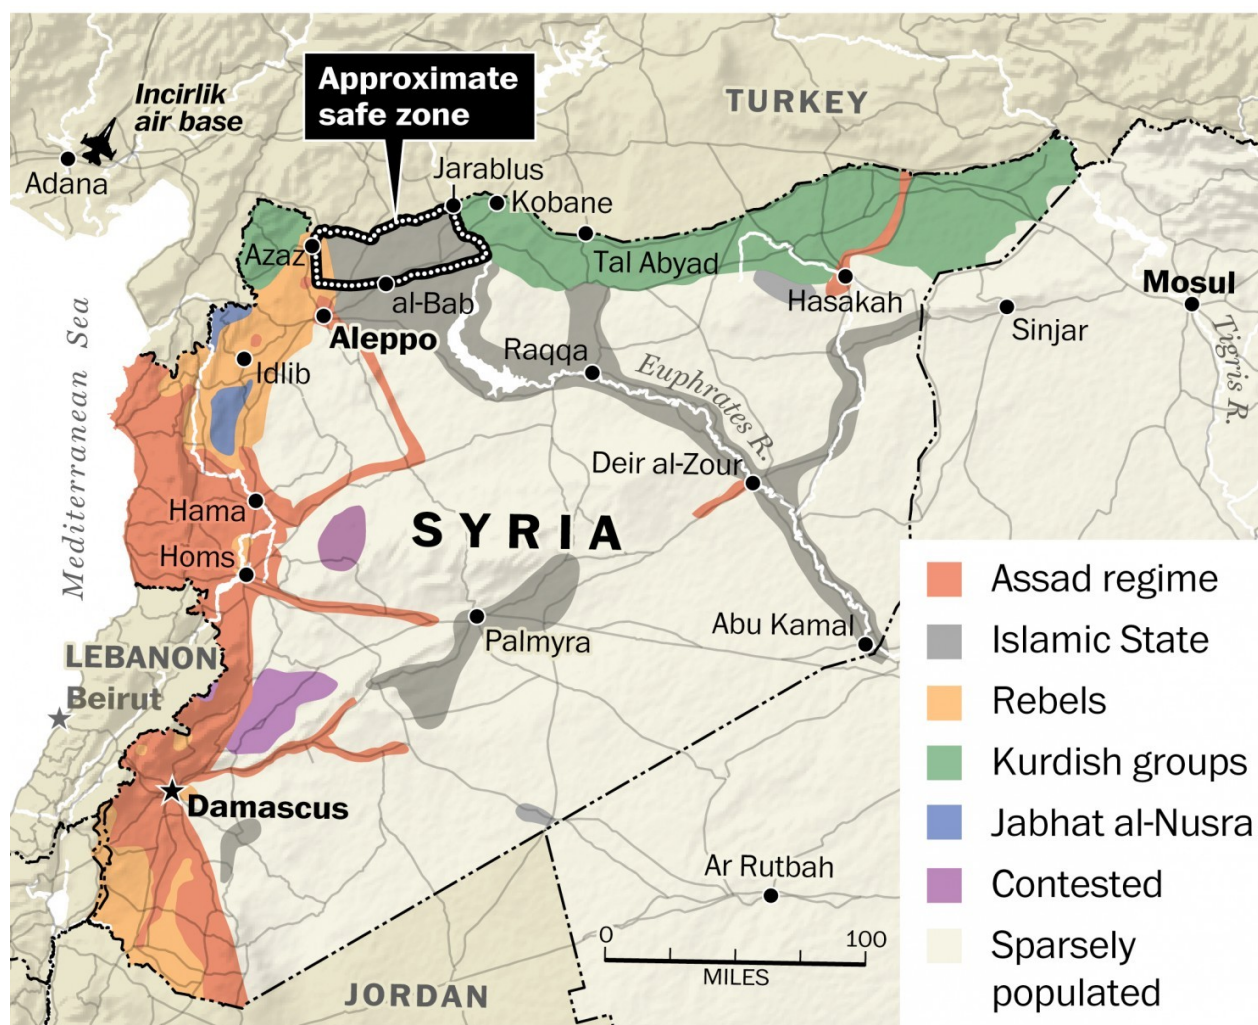 Approximate
safe zone
Incirlik
air base
TURKEY
Adana
Jarablus
Kobane
Azaz
Tal Abyad
al-Bab
Hasakah
Mosul
Aleppo
Sinjar
Mediterranean Sea
Idlib
Raqqa
Euphrates R.
Tigris R.
Deir al-Zour
Hama
SYRIA
Homs
Palmyra
Abu Kamal
LEBANON
Beirut
Damascus
Ar Rutbah
JORDAN
0 100
MILES
Assad regime
Islamic State
Rebels
Kurdish groups
Jabhat al-Nusra
Contested
Sparsely
populated